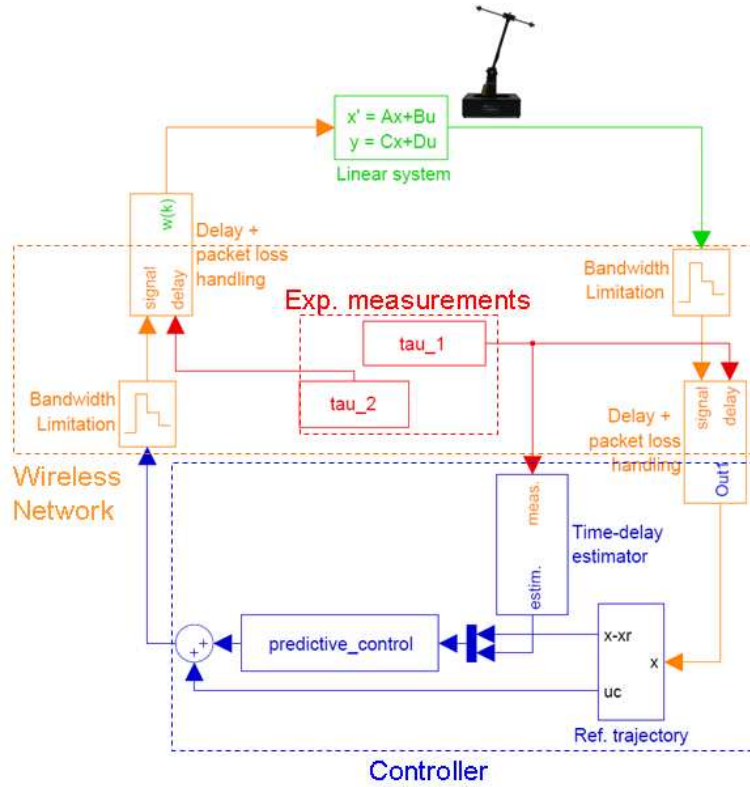 x' = Ax+Bu
y = Cx+Du
Linear system
w(k)
signal
delay
Delay +
packet loss
handling
Bandwidth
Limitation
Exp. measurements
tau_1
tau_2
Bandwidth
Limitation
signal
delay
Out1
Delay +
packet loss
handling
Wireless
Network
meas.
estim.
Time-delay
estimator
predictive_control
+
+
x-xr
x
uc
Ref. trajectory
Controller